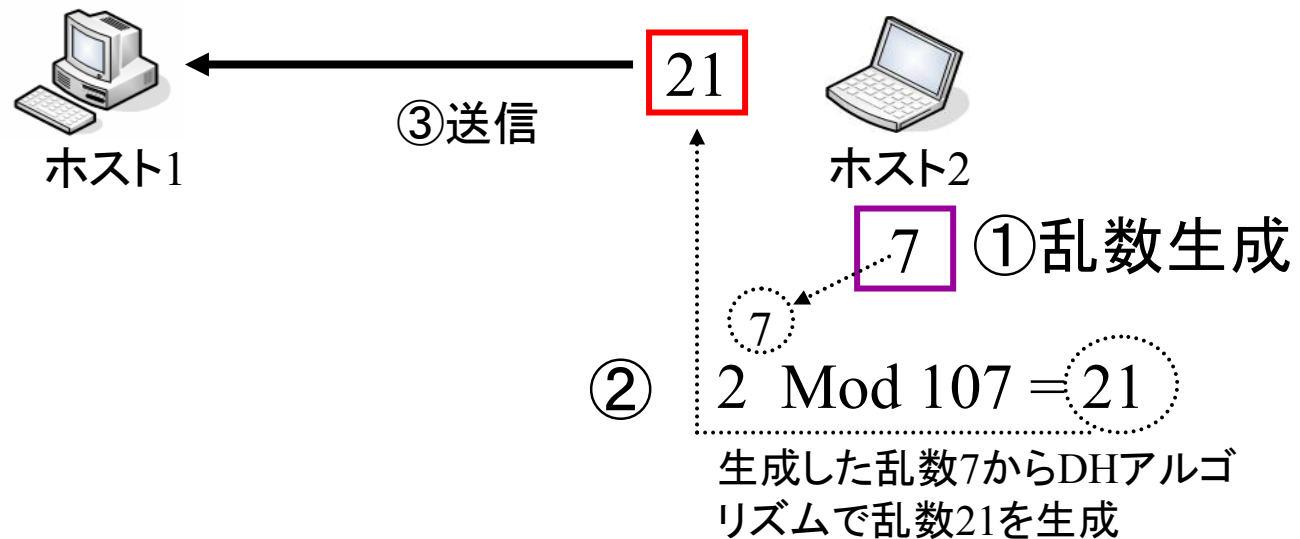 21
③送信
ホスト1
ホスト2
7
①乱数生成
7
② 2 Mod 107 = 21
生成した乱数7からDHアルゴ
リズムで乱数21を生成